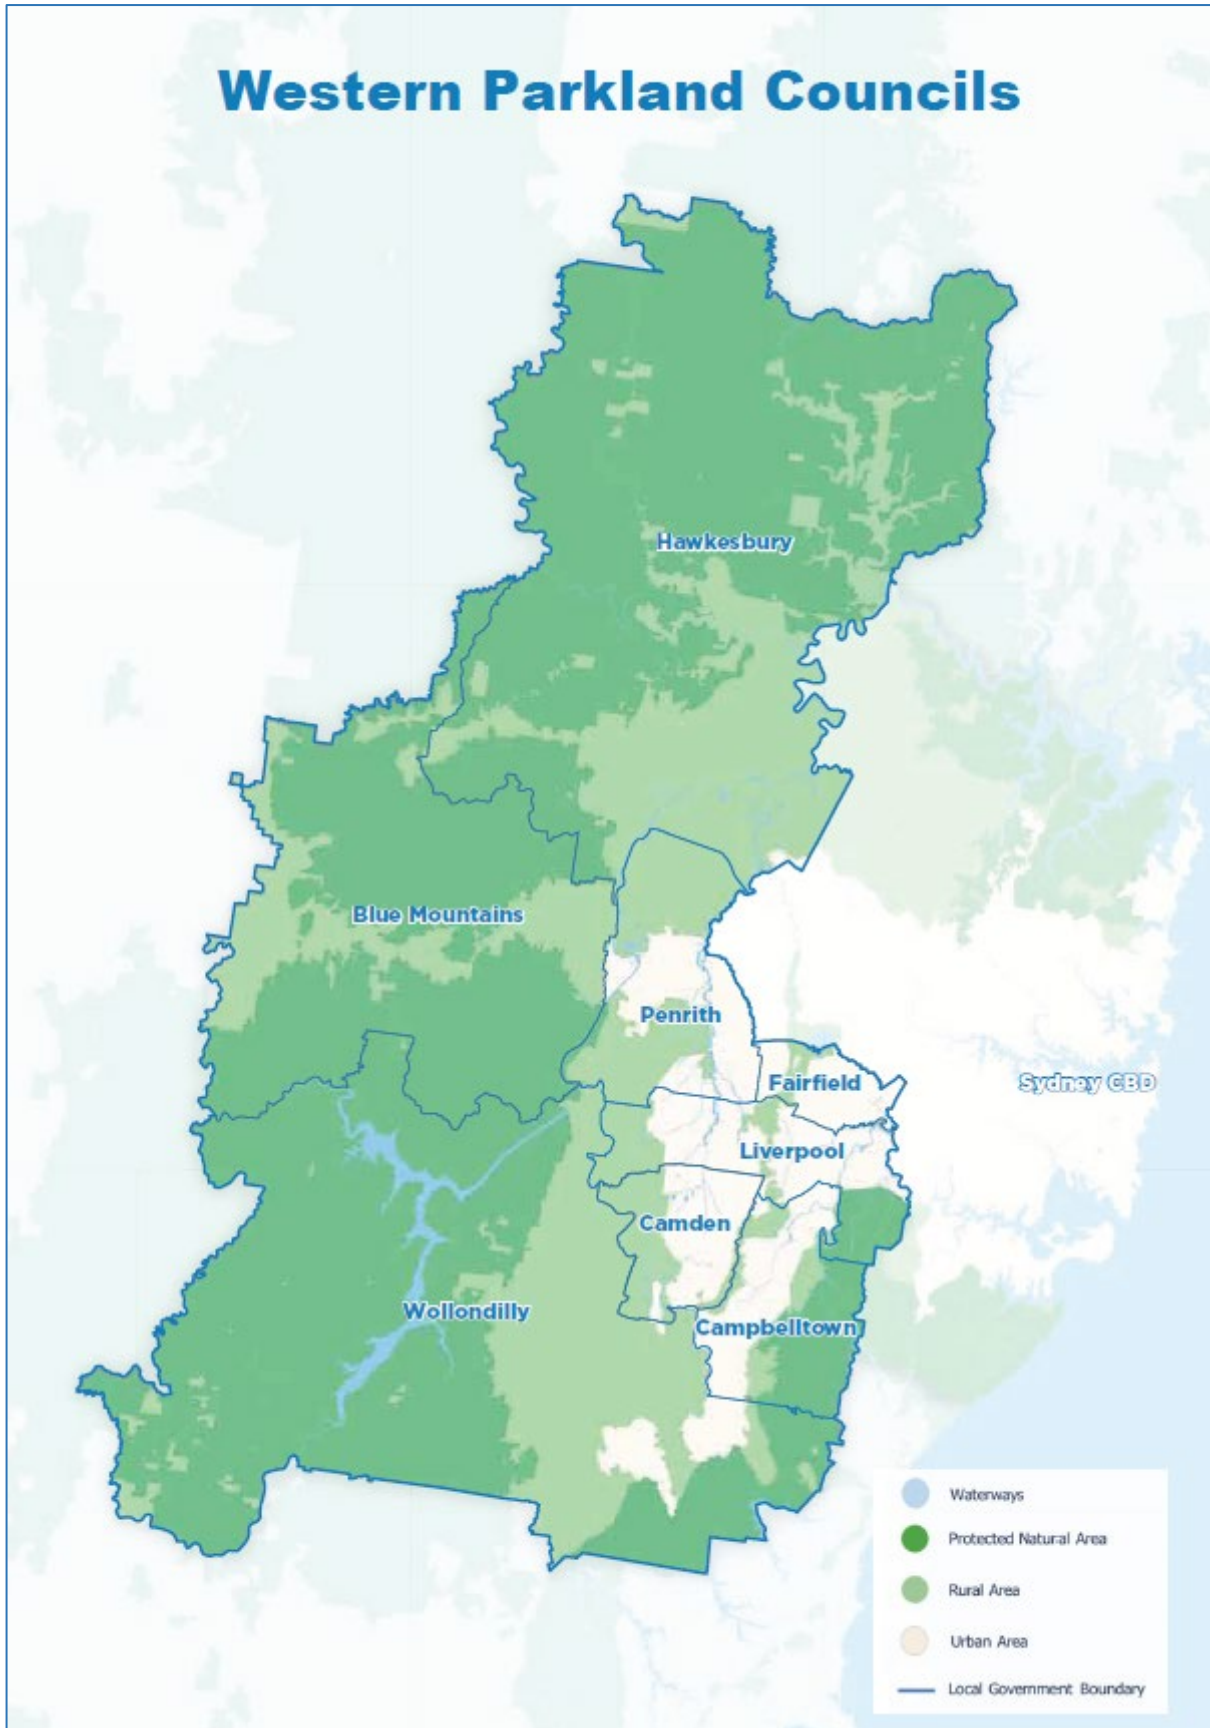 Western Parkland Councils
Hawkesbury
Blue Mountains
Penrith
Fairfield
Sydney CBD
Liverpool
Camden
Wollondilly
Campbelltown
Waterways
Protected Natural Area
Rural Area
Urban Area
Local Government Boundary